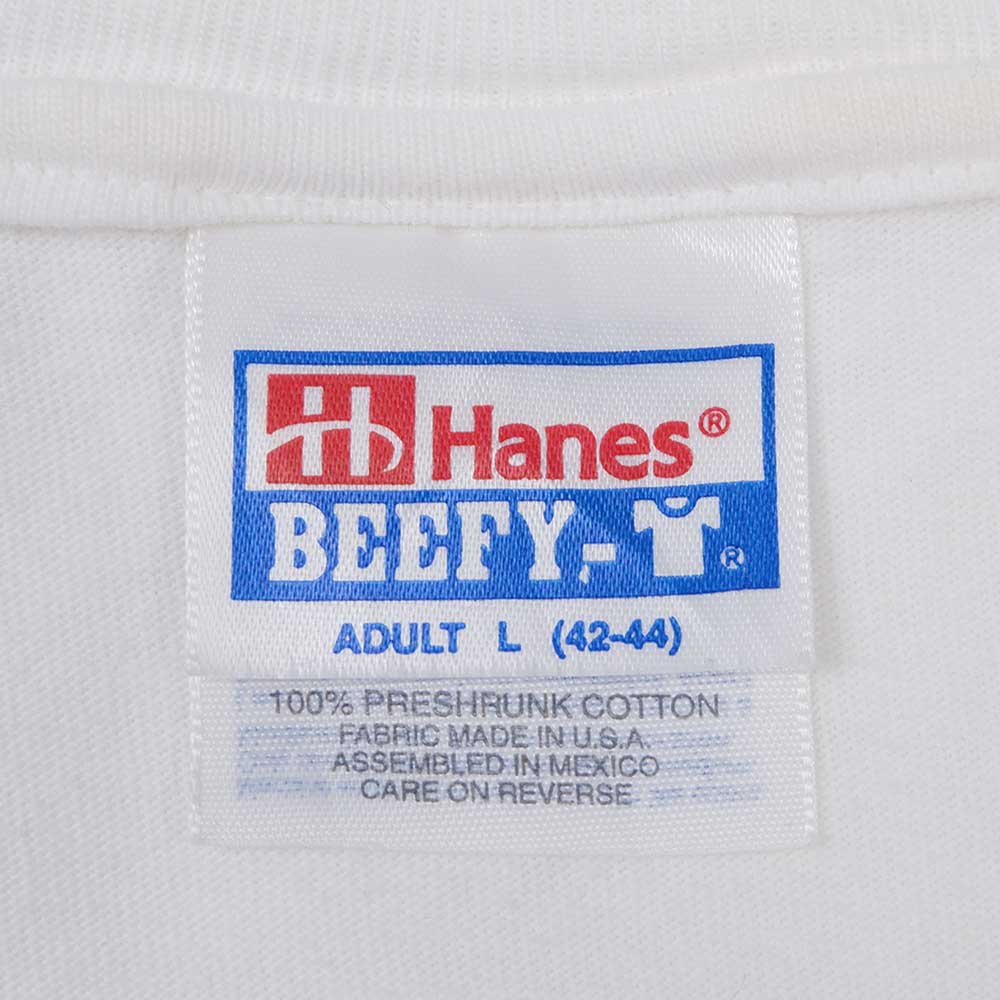 Hanes®
BEEFY-T®
ADULT L (42-44)
100% PRESHRUNK COTTON
FABRIC MADE IN U.S.A.
ASSEMBLED IN MEXICO
CARE ON REVERSE